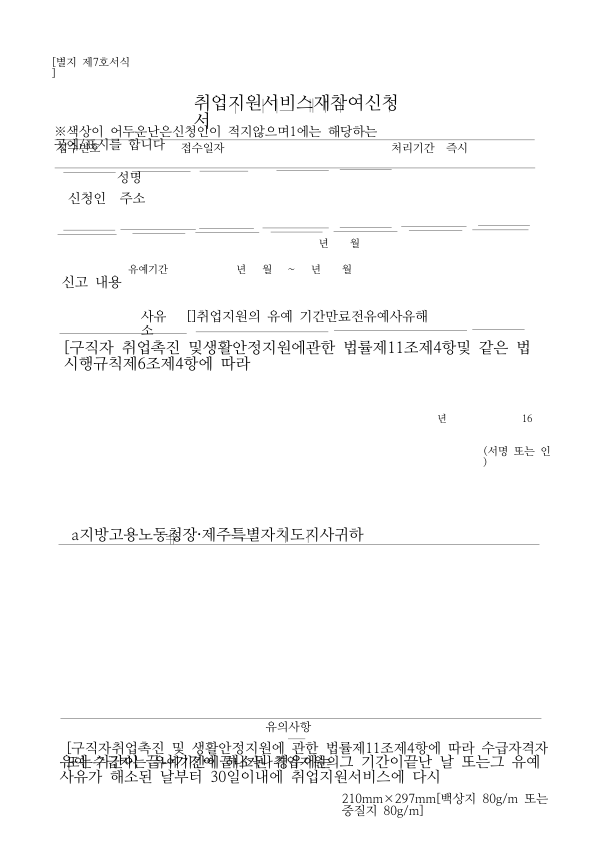 [별지 제7호서식
]
취업지원서비스재참여신청
서
※색상이 어두운난은신청인이 적지않으며1에는 해당하는
곳에√표시를 합니다
접수번호 접수일자 처리기간 즉시
성명
신청인 주소
년 월
유예기간 년 월 ~ 년 월
신고 내용
사유 []취업지원의 유예 기간만료전유예사유해
소
[구직자 취업촉진 및생활안정지원에관한 법률제11조제4항및 같은 법
시행규칙제6조제4항에 따라
년 16
(서명 또는 인
)
a지방고용노동청장·제주특별자치도지사귀하
유의사항
[구직자취업촉진 및 생활안정지원에 관한 법률제11조제4항에 따라 수급자격자
사유가 해소된 날부터 30일이내에 취업지원서비스에 다시
210mm×297mm[백상지 80g/m 또는
중질지 80g/m]